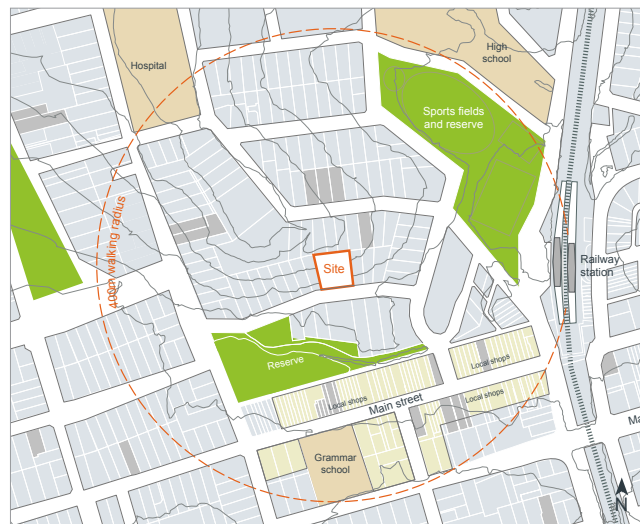 High
school
Hospital
Sports fields
and reserve
400m walking radius
Site
Railway
station
Reserve
Local shops
Local shops
Local shops
Main street
Ma
Grammar
school
N